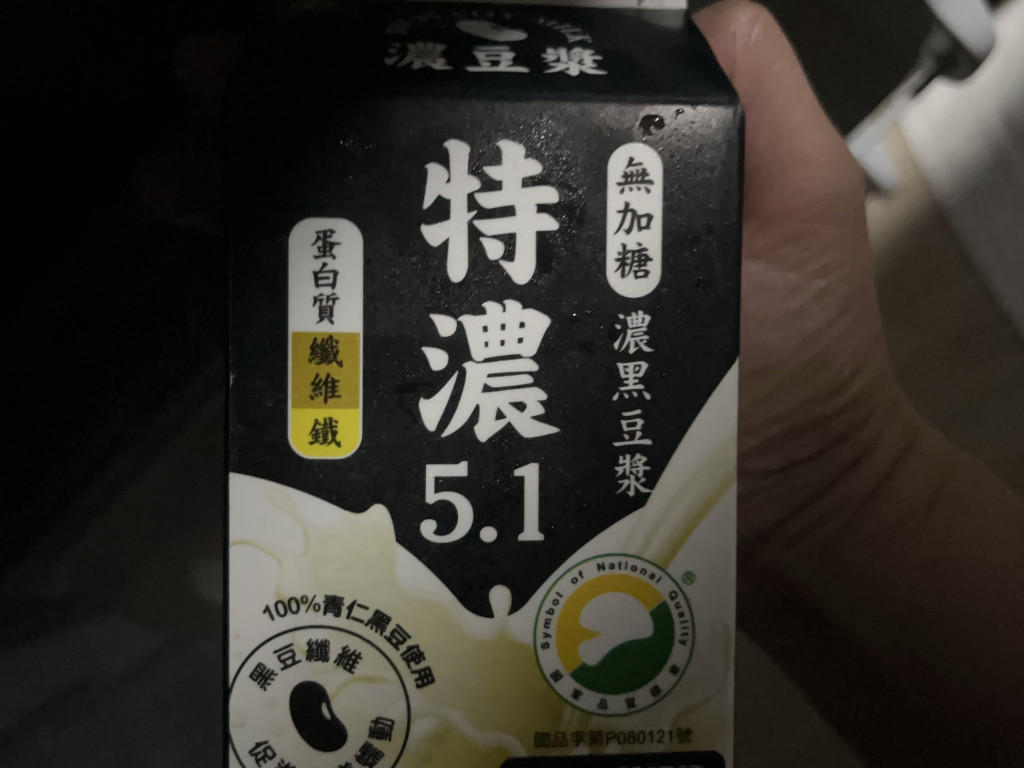 濃豆漿
特濃
5.1
無加糖
濃黑豆漿
蛋白質
纖維
鐵
100%青仁黑豆使用
黑豆纖維
Symbol of National Quality
國品字第P080121號